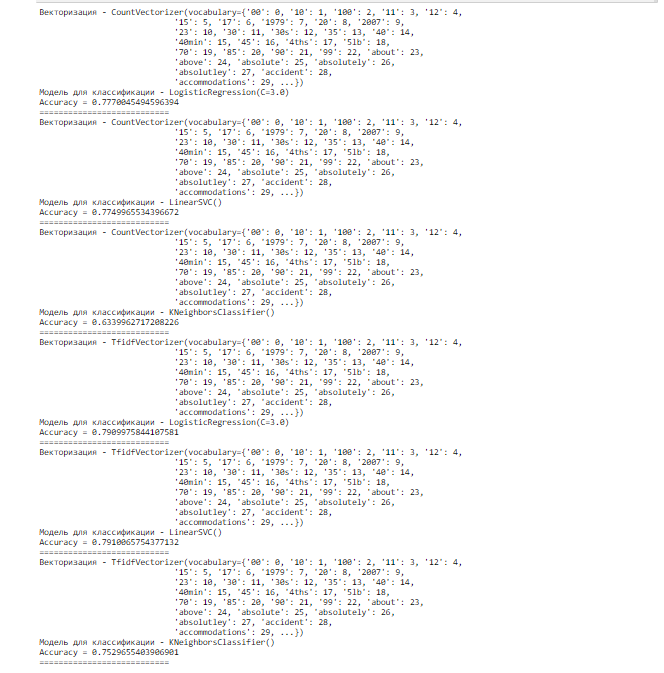 Векторизация - CountVectorizer(vocabulary={'00': 0, '10': 1, '100': 2, '11': 3, '12': 4,
'15': 5, '17': 6, '1979': 7, '20': 8, '2007': 9,
'23': 10, '30': 11, '30s': 12, '35': 13, '40': 14,
'40min': 15, '45': 16, '4ths': 17, '5lb': 18,
'70': 19, '85': 20, '90': 21, '99': 22, 'about': 23,
'above': 24, 'absolute': 25, 'absolutely': 26,
'absolutley': 27, 'accident': 28,
'accommodations': 29, ...})
Модель для классификации - LogisticRegression(C=3.0)
Accuracy = 0.7770045494596394
===========================
Векторизация - CountVectorizer(vocabulary={'00': 0, '10': 1, '100': 2, '11': 3, '12': 4,
'15': 5, '17': 6, '1979': 7, '20': 8, '2007': 9,
'23': 10, '30': 11, '30s': 12, '35': 13, '40': 14,
'40min': 15, '45': 16, '4ths': 17, '5lb': 18,
'70': 19, '85': 20, '90': 21, '99': 22, 'about': 23,
'above': 24, 'absolute': 25, 'absolutely': 26,
'absolutley': 27, 'accident': 28,
'accommodations': 29, ...})
Модель для классификации - LinearSVC()
Accuracy = 0.7749965534396672
===========================
Векторизация - CountVectorizer(vocabulary={'00': 0, '10': 1, '100': 2, '11': 3, '12': 4,
'15': 5, '17': 6, '1979': 7, '20': 8, '2007': 9,
'23': 10, '30': 11, '30s': 12, '35': 13, '40': 14,
'40min': 15, '45': 16, '4ths': 17, '5lb': 18,
'70': 19, '85': 20, '90': 21, '99': 22, 'about': 23,
'above': 24, 'absolute': 25, 'absolutely': 26,
'absolutley': 27, 'accident': 28,
'accommodations': 29, ...})
Модель для классификации - KNeighborsClassifier()
Accuracy = 0.6339962717208226
===========================
Векторизация - TfidfVectorizer(vocabulary={'00': 0, '10': 1, '100': 2, '11': 3, '12': 4,
'15': 5, '17': 6, '1979': 7, '20': 8, '2007': 9,
'23': 10, '30': 11, '30s': 12, '35': 13, '40': 14,
'40min': 15, '45': 16, '4ths': 17, '5lb': 18,
'70': 19, '85': 20, '90': 21, '99': 22, 'about': 23,
'above': 24, 'absolute': 25, 'absolutely': 26,
'absolutley': 27, 'accident': 28,
'accommodations': 29, ...})
Модель для классификации - LogisticRegression(C=3.0)
Accuracy = 0.7909975844107581
===========================
Векторизация - TfidfVectorizer(vocabulary={'00': 0, '10': 1, '100': 2, '11': 3, '12': 4,
'15': 5, '17': 6, '1979': 7, '20': 8, '2007': 9,
'23': 10, '30': 11, '30s': 12, '35': 13, '40': 14,
'40min': 15, '45': 16, '4ths': 17, '5lb': 18,
'70': 19, '85': 20, '90': 21, '99': 22, 'about': 23,
'above': 24, 'absolute': 25, 'absolutely': 26,
'absolutley': 27, 'accident': 28,
'accommodations': 29, ...})
Модель для классификации - LinearSVC()
Accuracy = 0.7910065754377132
===========================
Векторизация - TfidfVectorizer(vocabulary={'00': 0, '10': 1, '100': 2, '11': 3, '12': 4,
'15': 5, '17': 6, '1979': 7, '20': 8, '2007': 9,
'23': 10, '30': 11, '30s': 12, '35': 13, '40': 14,
'40min': 15, '45': 16, '4ths': 17, '5lb': 18,
'70': 19, '85': 20, '90': 21, '99': 22, 'about': 23,
'above': 24, 'absolute': 25, 'absolutely': 26,
'absolutley': 27, 'accident': 28,
'accommodations': 29, ...})
Модель для классификации - KNeighborsClassifier()
Accuracy = 0.7529655403906901
===========================